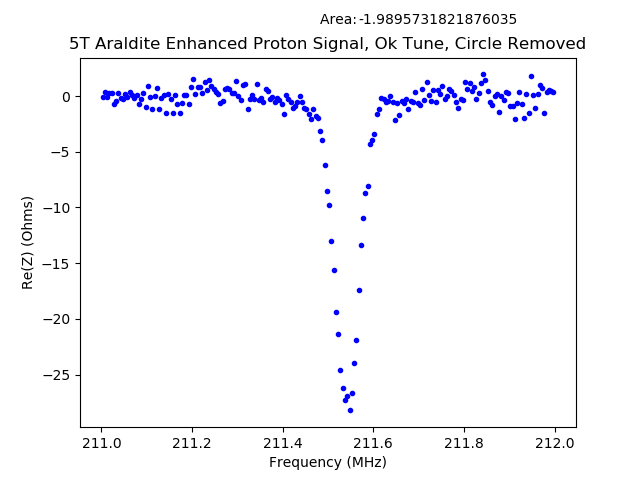 Area: -1.9895731821876035
5T Araldite Enhanced Proton Signal, Ok Tune, Circle Removed
0
−5
−10
−15
−20
−25
Re(Z) (Ohms)
211.0 211.2 211.4 211.6 211.8 212.0
Frequency (MHz)